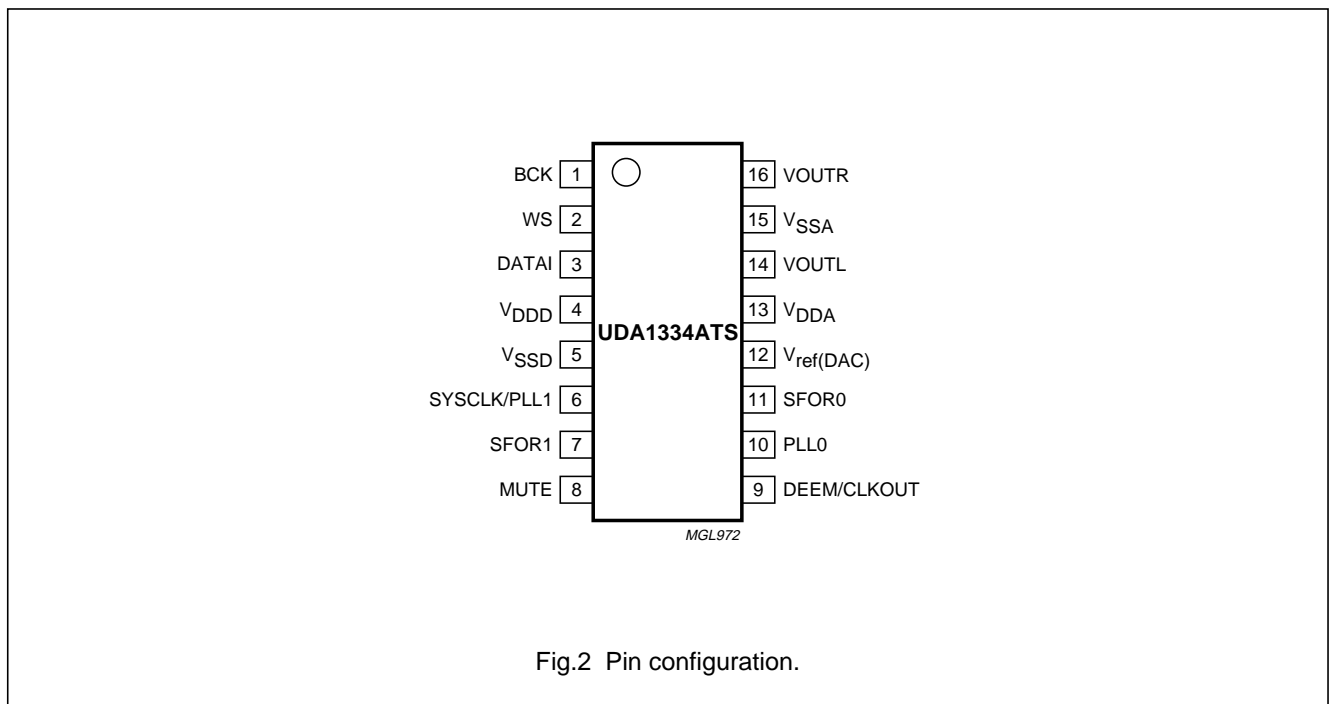 BCK 1
WS 2
DATAI 3
VDDD 4
VSSD 5
SYSCLK/PLL1 6
SFOR1 7
MUTE 8
UDA1334ATS
16 VOUTR
15 VSSA
14 VOUTL
13 VDDA
12 Vref(DAC)
11 SFOR0
10 PLL0
9 DEEM/CLKOUT
MGL972
Fig.2 Pin configuration.